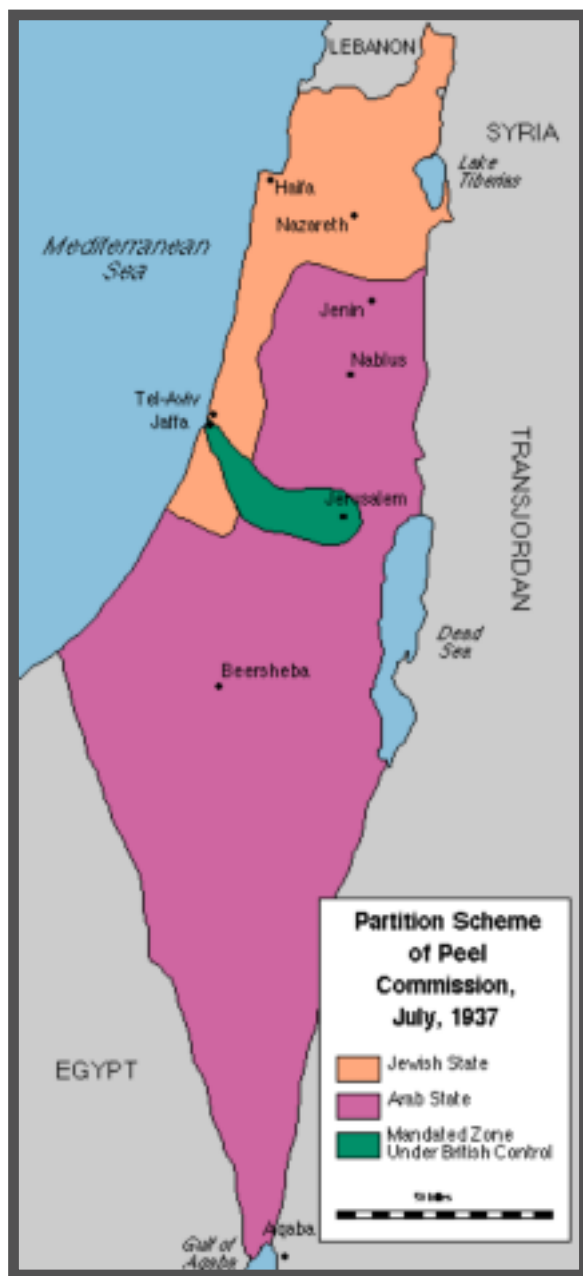 LEBANON
SYRIA
Lake
Tiberias
Haifa
Nazareth
Mediterranean
Sea
Jenin
Nablus
Tel-Aviv
Jaffa
TRANSJORDAN
Jerusalem
Dead
Sea
Beersheba
Partition Scheme
of Peel
Commission,
July, 1937
Jewish State
Arab State
Mandated Zone
Under British Control
EGYPT
Aqaba
Gulf of
Aqaba